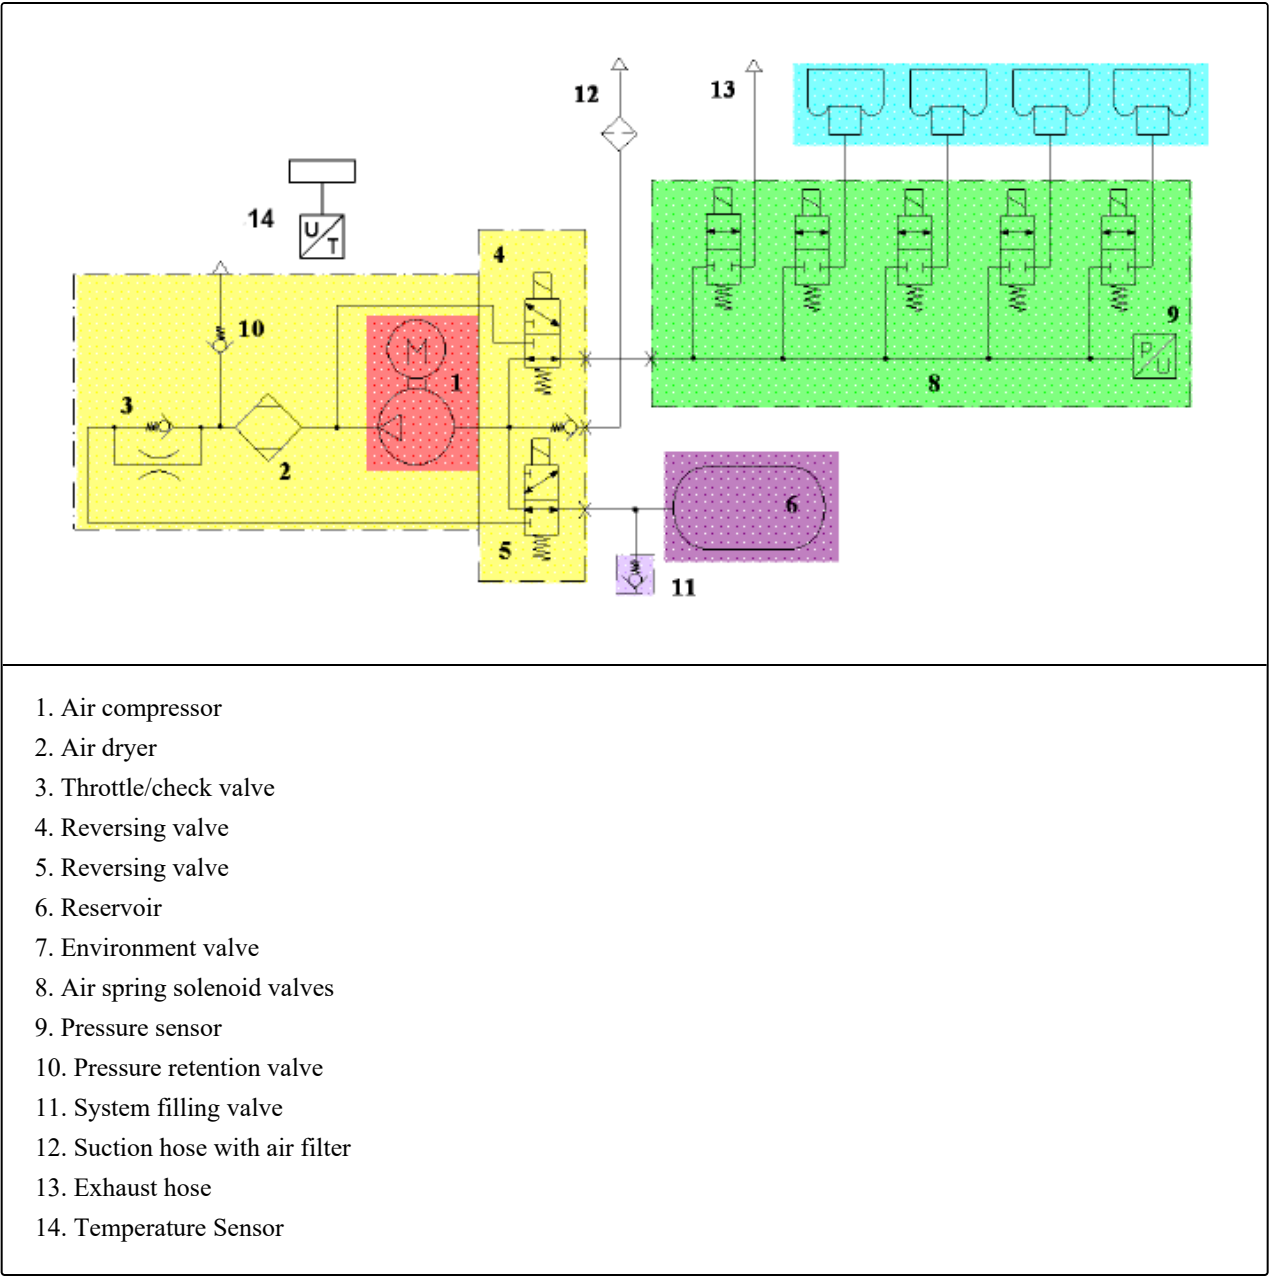 12
13
14
U
T
4
10
9
M
1
P
U
8
3
2
6
5
11
1. Air compressor
2. Air dryer
3. Throttle/check valve
4. Reversing valve
5. Reversing valve
6. Reservoir
7. Environment valve
8. Air spring solenoid valves
9. Pressure sensor
10. Pressure retention valve
11. System filling valve
12. Suction hose with air filter
13. Exhaust hose
14. Temperature Sensor